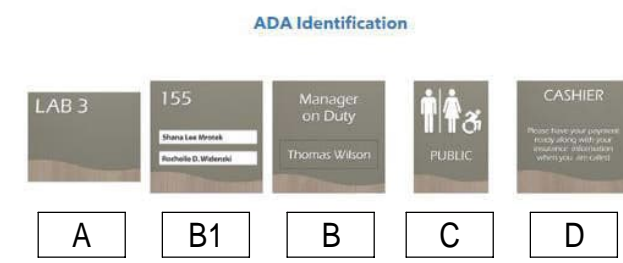 ADA Identification
LAB 3
155
Shana Lee Mrotek
Rochelle D. Widenski
Manager
on Duty
Thomas Wilson
PUBLIC
CASHIER
Please have your payment
ready along with your
insurance information
when you are called
A
B1
B
C
D